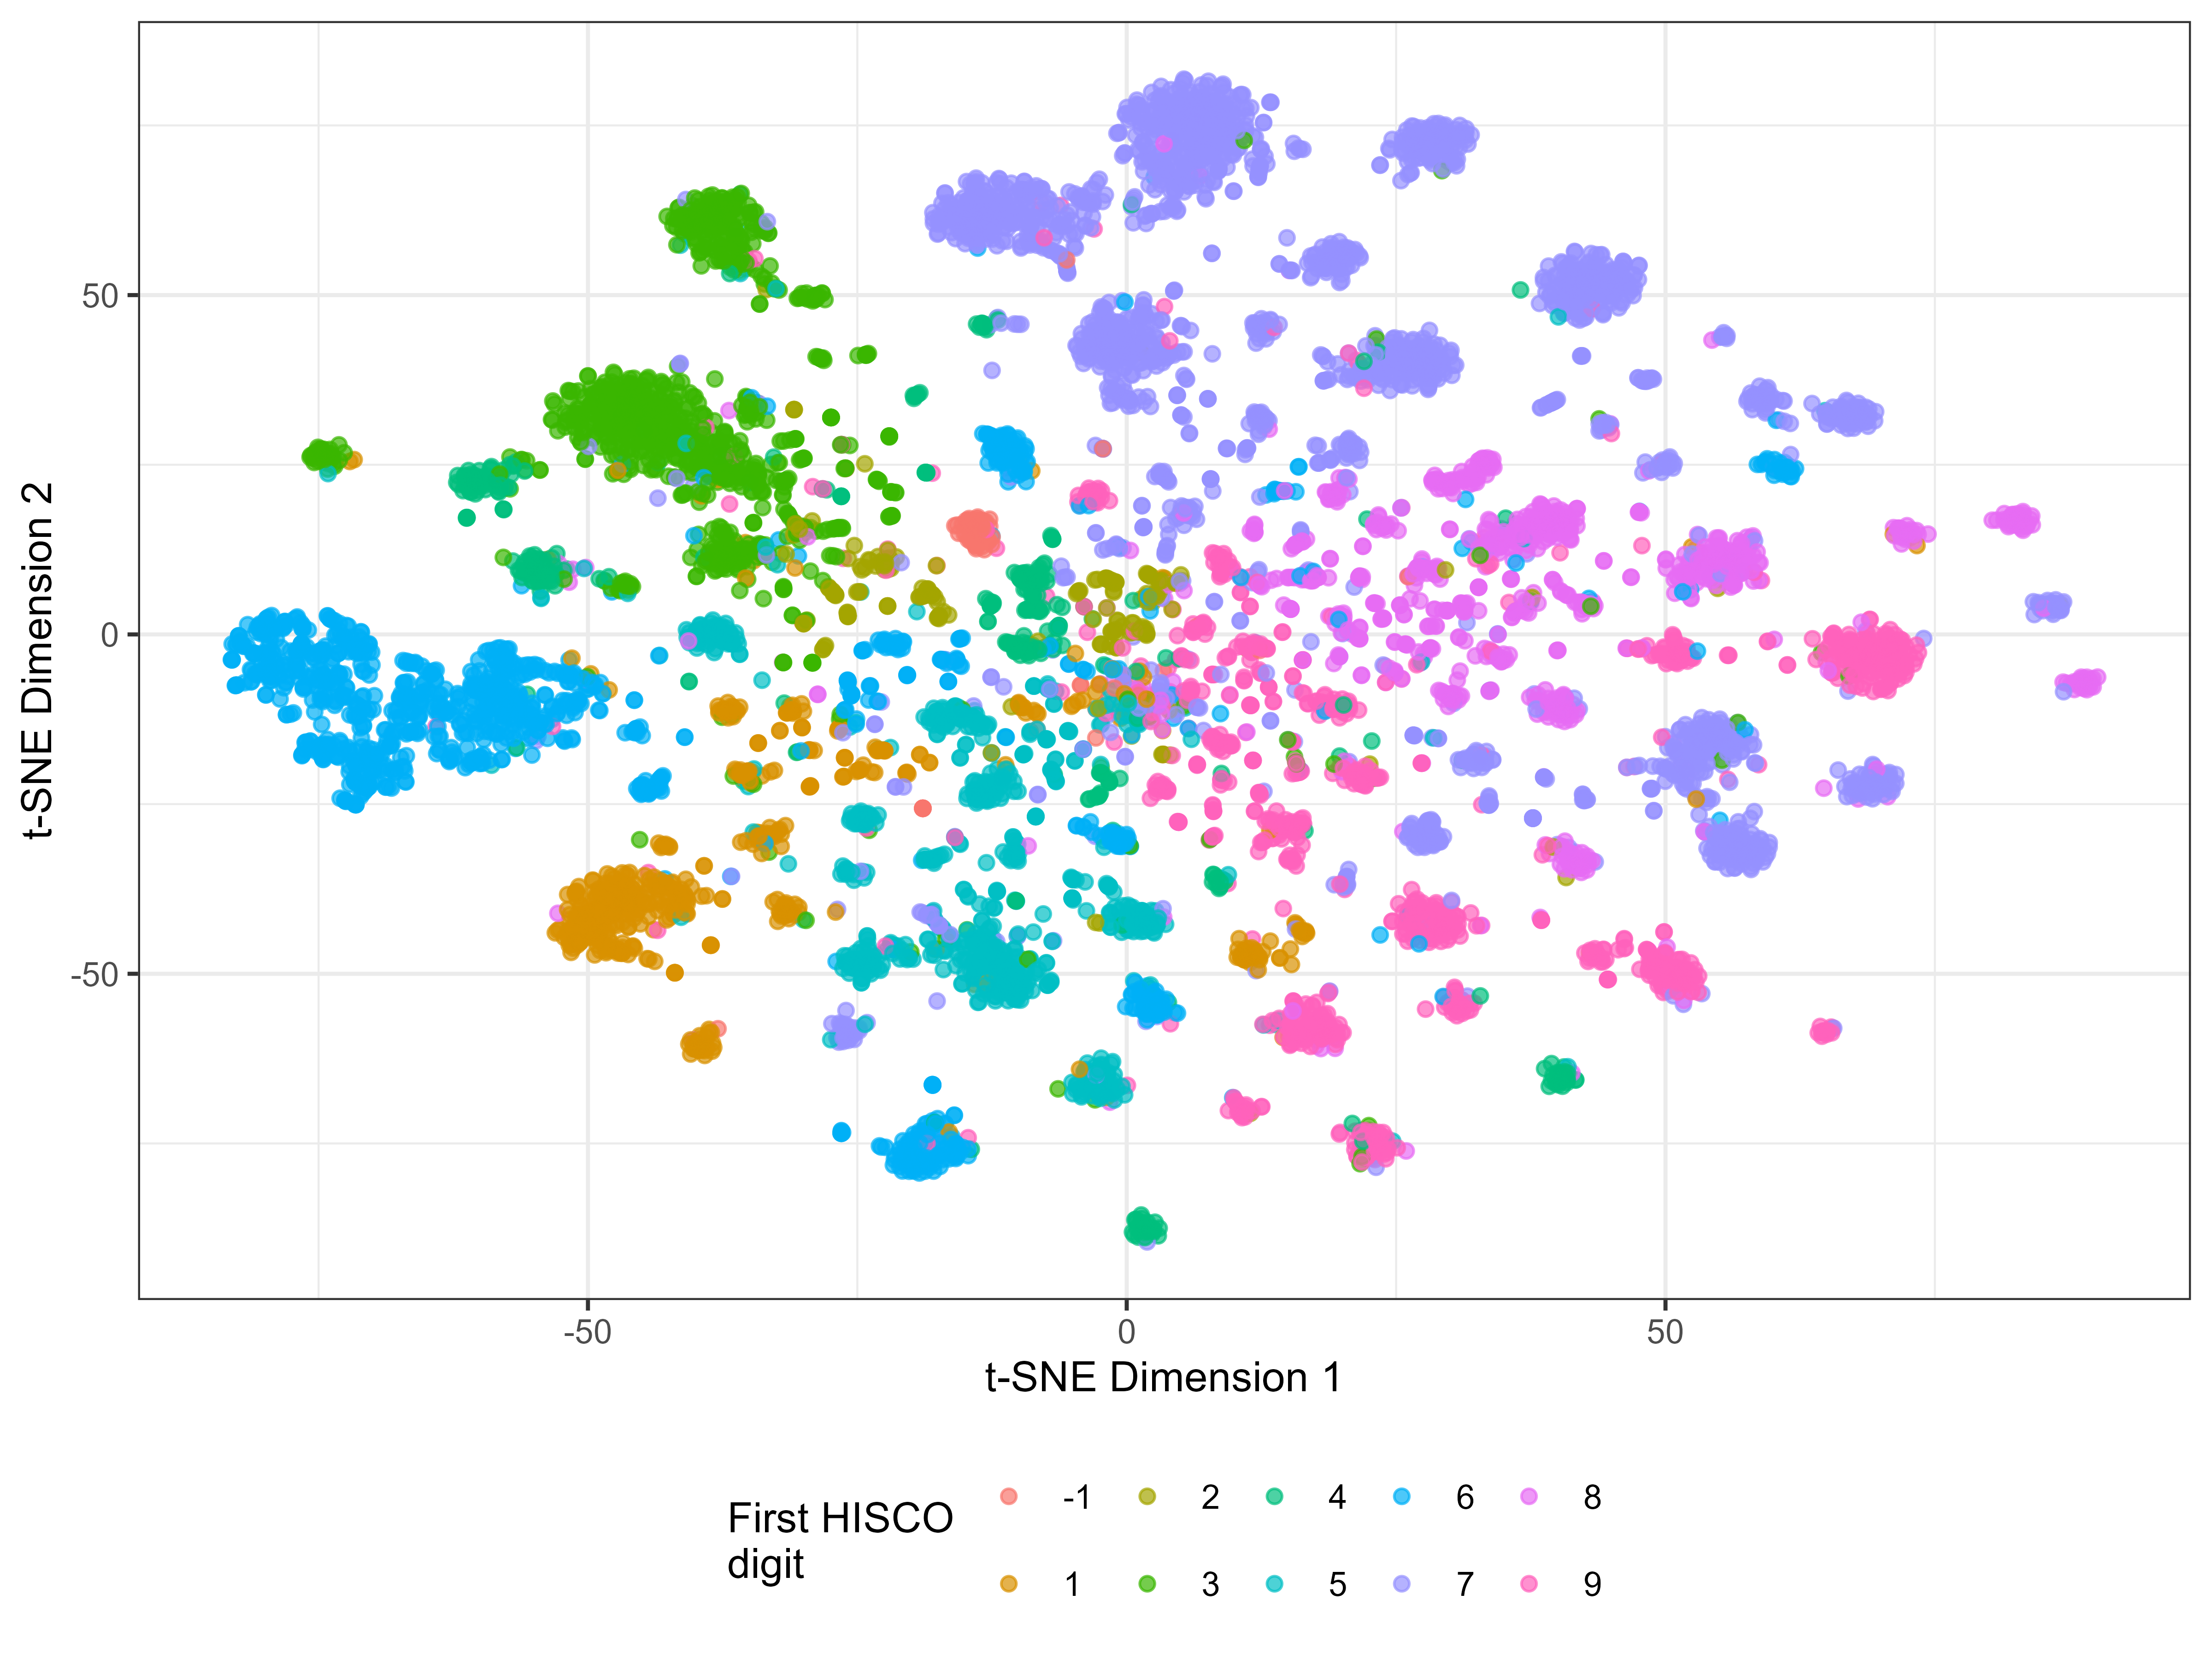 t-SNE Dimension 2
50
0
-50
-50 0 50
t-SNE Dimension 1
First HISCO
digit
-1 2 4 6 8
1 3 5 7 9